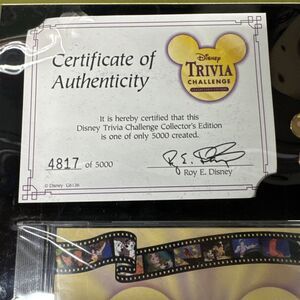 Certificate of
Authenticity
Disney
TRIVIA
CHALLENGE
It is hereby certified that this
Disney Trivia Challenge Collector's Edition
is one of only 5000 created.
4817 of 5000
Roy E. Disney
© Disney G6136